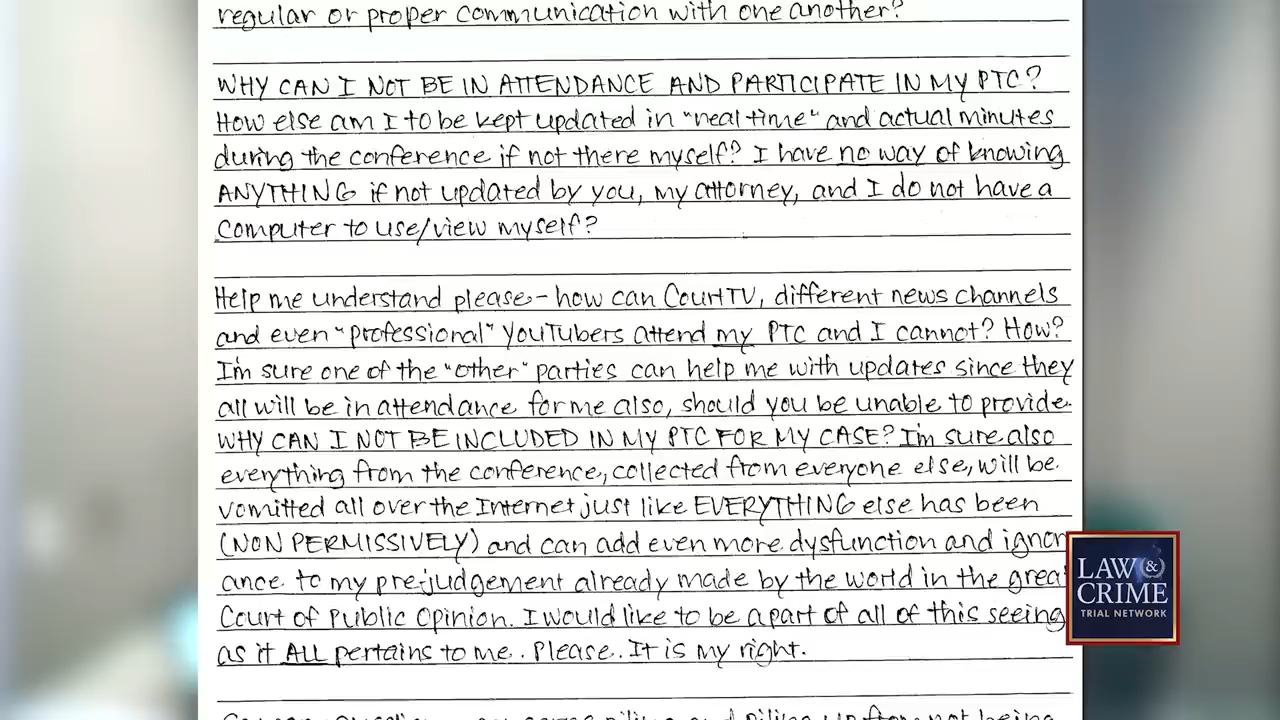 regular or proper communication with one another?
WHY CAN I NOT BE IN ATTENDANCE AND PARTICIPATE IN MY PTC?
How else am I to be kept updated in "real time" and actual minutes
during the conference if not there myself? I have no way of knowing
ANYTHING if not updated by you, my attorney, and I do not have a
computer to use/view myself?
Help me understand please - how can CourtTV, different news channels
and even "professional" YouTubers attend my PTC and I cannot? How?
I'm sure one of the "other" parties can help me with updates since they
all will be in attendance for me also, should you be unable to provide.
WHY CAN I NOT BE INCLUDED IN MY PTC FOR MY CASE? I'm sure also
everything from the conference, collected from everyone else, will be
vomitted all over the Internet just like EVERYTHING else has been
(NON PERMISSIVELY) and can add even more dysfunction and ignor
ance to my prejudgement already made by the world in the grea
Court of Public Opinion. I would like to be a part of all of this seeing
as it ALL pertains to me. Please. It is my right.
LAW &
CRIME
TRIAL NETWORK